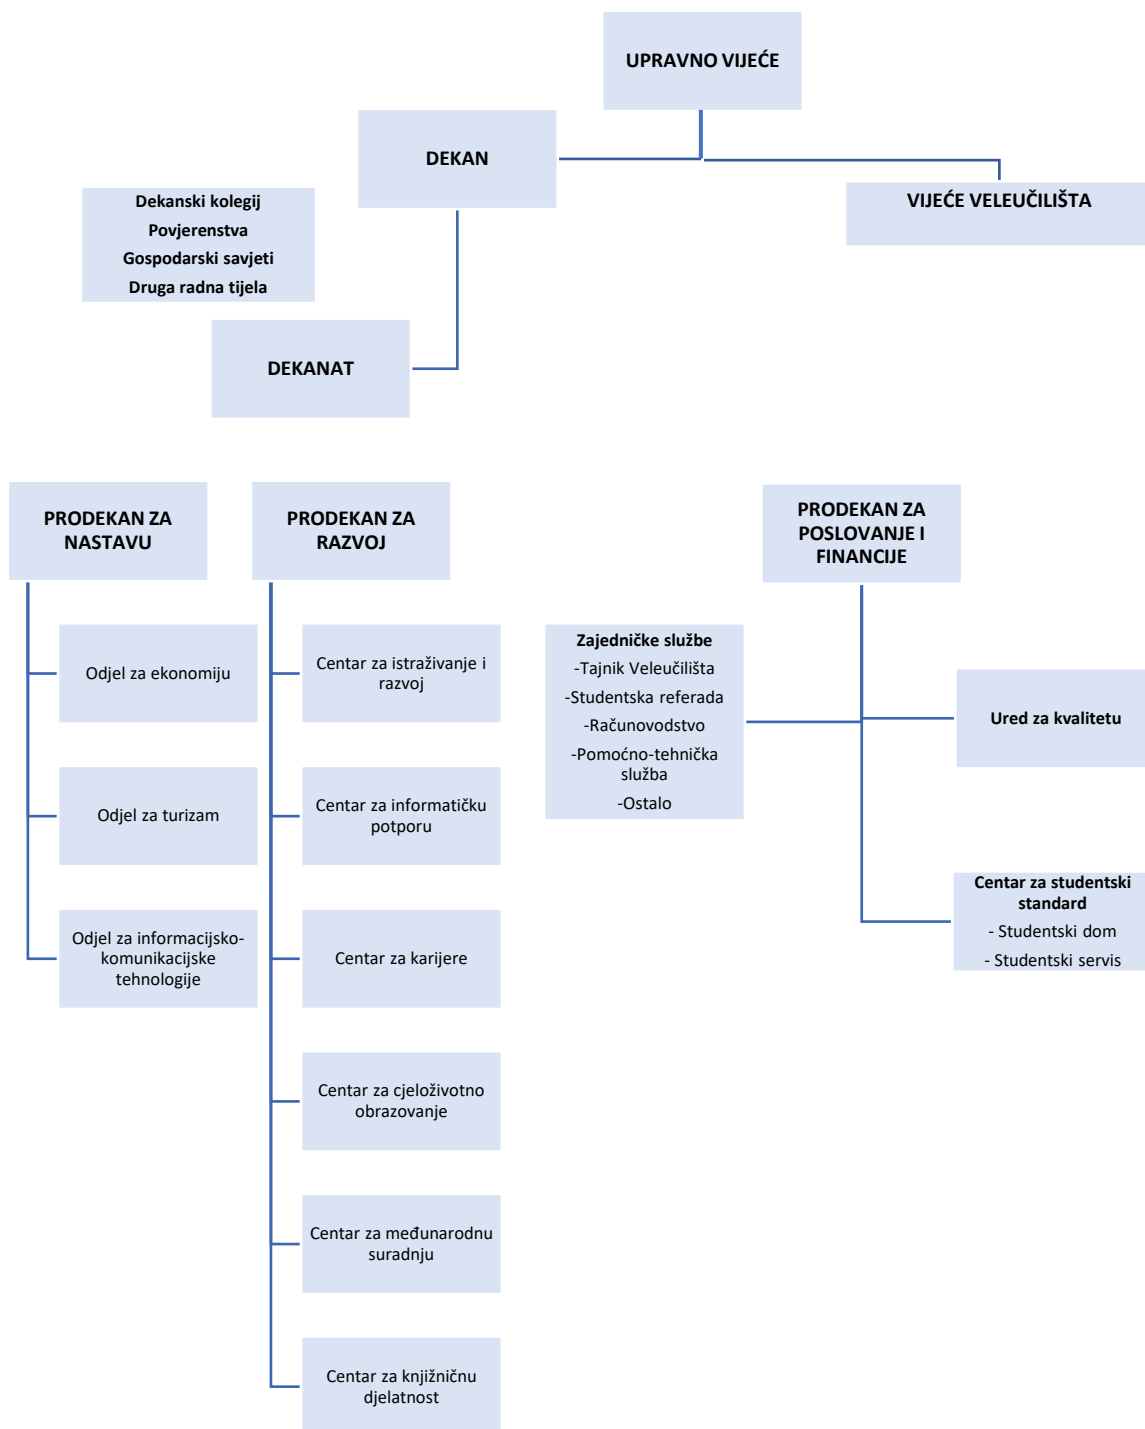 UPRAVNO VIJEĆE
DEKAN
VIJEĆE VELEUČILIŠTA
Dekanski kolegij
Povjerenstva
Gospodarski savjeti
Druga radna tijela
DEKANAT
PRODEKAN ZA
NASTAVU
Odjel za ekonomiju
Odjel za turizam
Odjel za informacijsko-
komunikacijske
tehnologije
PRODEKAN ZA
RAZVOJ
Centar za istraživanje i
razvoj
Centar za informatičku
potporu
Centar za karijere
Centar za cjeloživotno
obrazovanje
Centar za međunarodnu
suradnju
Centar za knjižničnu
djelatnost
PRODEKAN ZA
POSLOVANJE I
FINANCIJE
Zajedničke službe
-Tajnik Veleučilišta
-Studentska referada
-Računovodstvo
-Pomoćno-tehnička
služba
-Ostalo
Ured za kvalitetu
Centar za studentski
standard
- Studentski dom
- Studentski servis